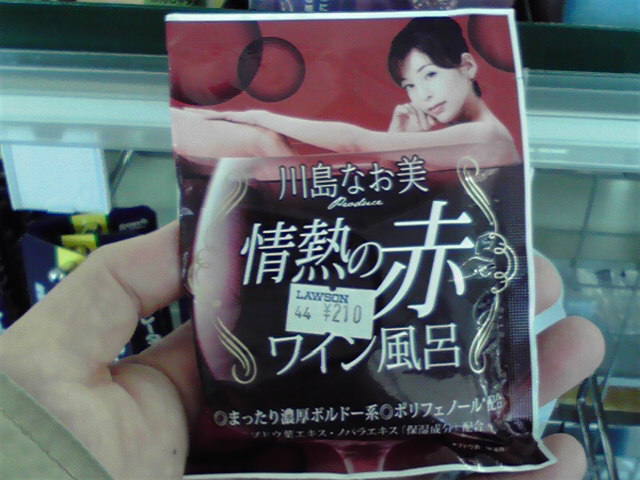 川島なお美
Produce
情熱の赤
LAWSON
44 ¥210
ワイン風呂
◎まったり濃厚ボルドー系◎ポリフェノール*配合
ブドウ葉エキス・ノバラエキス「保湿成分」配合